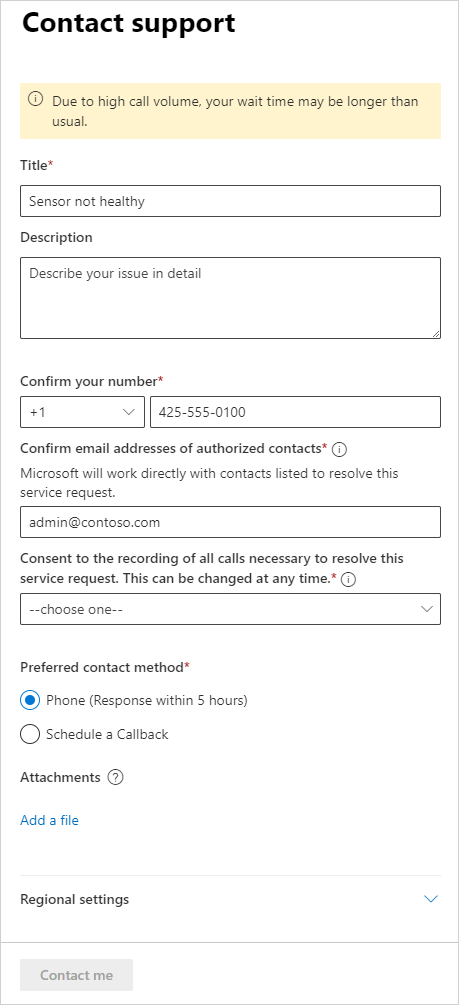 Contact support
Due to high call volume, your wait time may be longer than
usual.
Title*
Sensor not healthy
Description
Describe your issue in detail
Confirm your number*
+1
425-555-0100
Confirm email addresses of authorized contacts*
Microsoft will work directly with contacts listed to resolve this
service request.
admin@contoso.com
Consent to the recording of all calls necessary to resolve this
service request. This can be changed at any time.*
--choose one--
Preferred contact method*
Phone (Response within 5 hours)
Schedule a Callback
Attachments
Add a file
Regional settings
Contact me